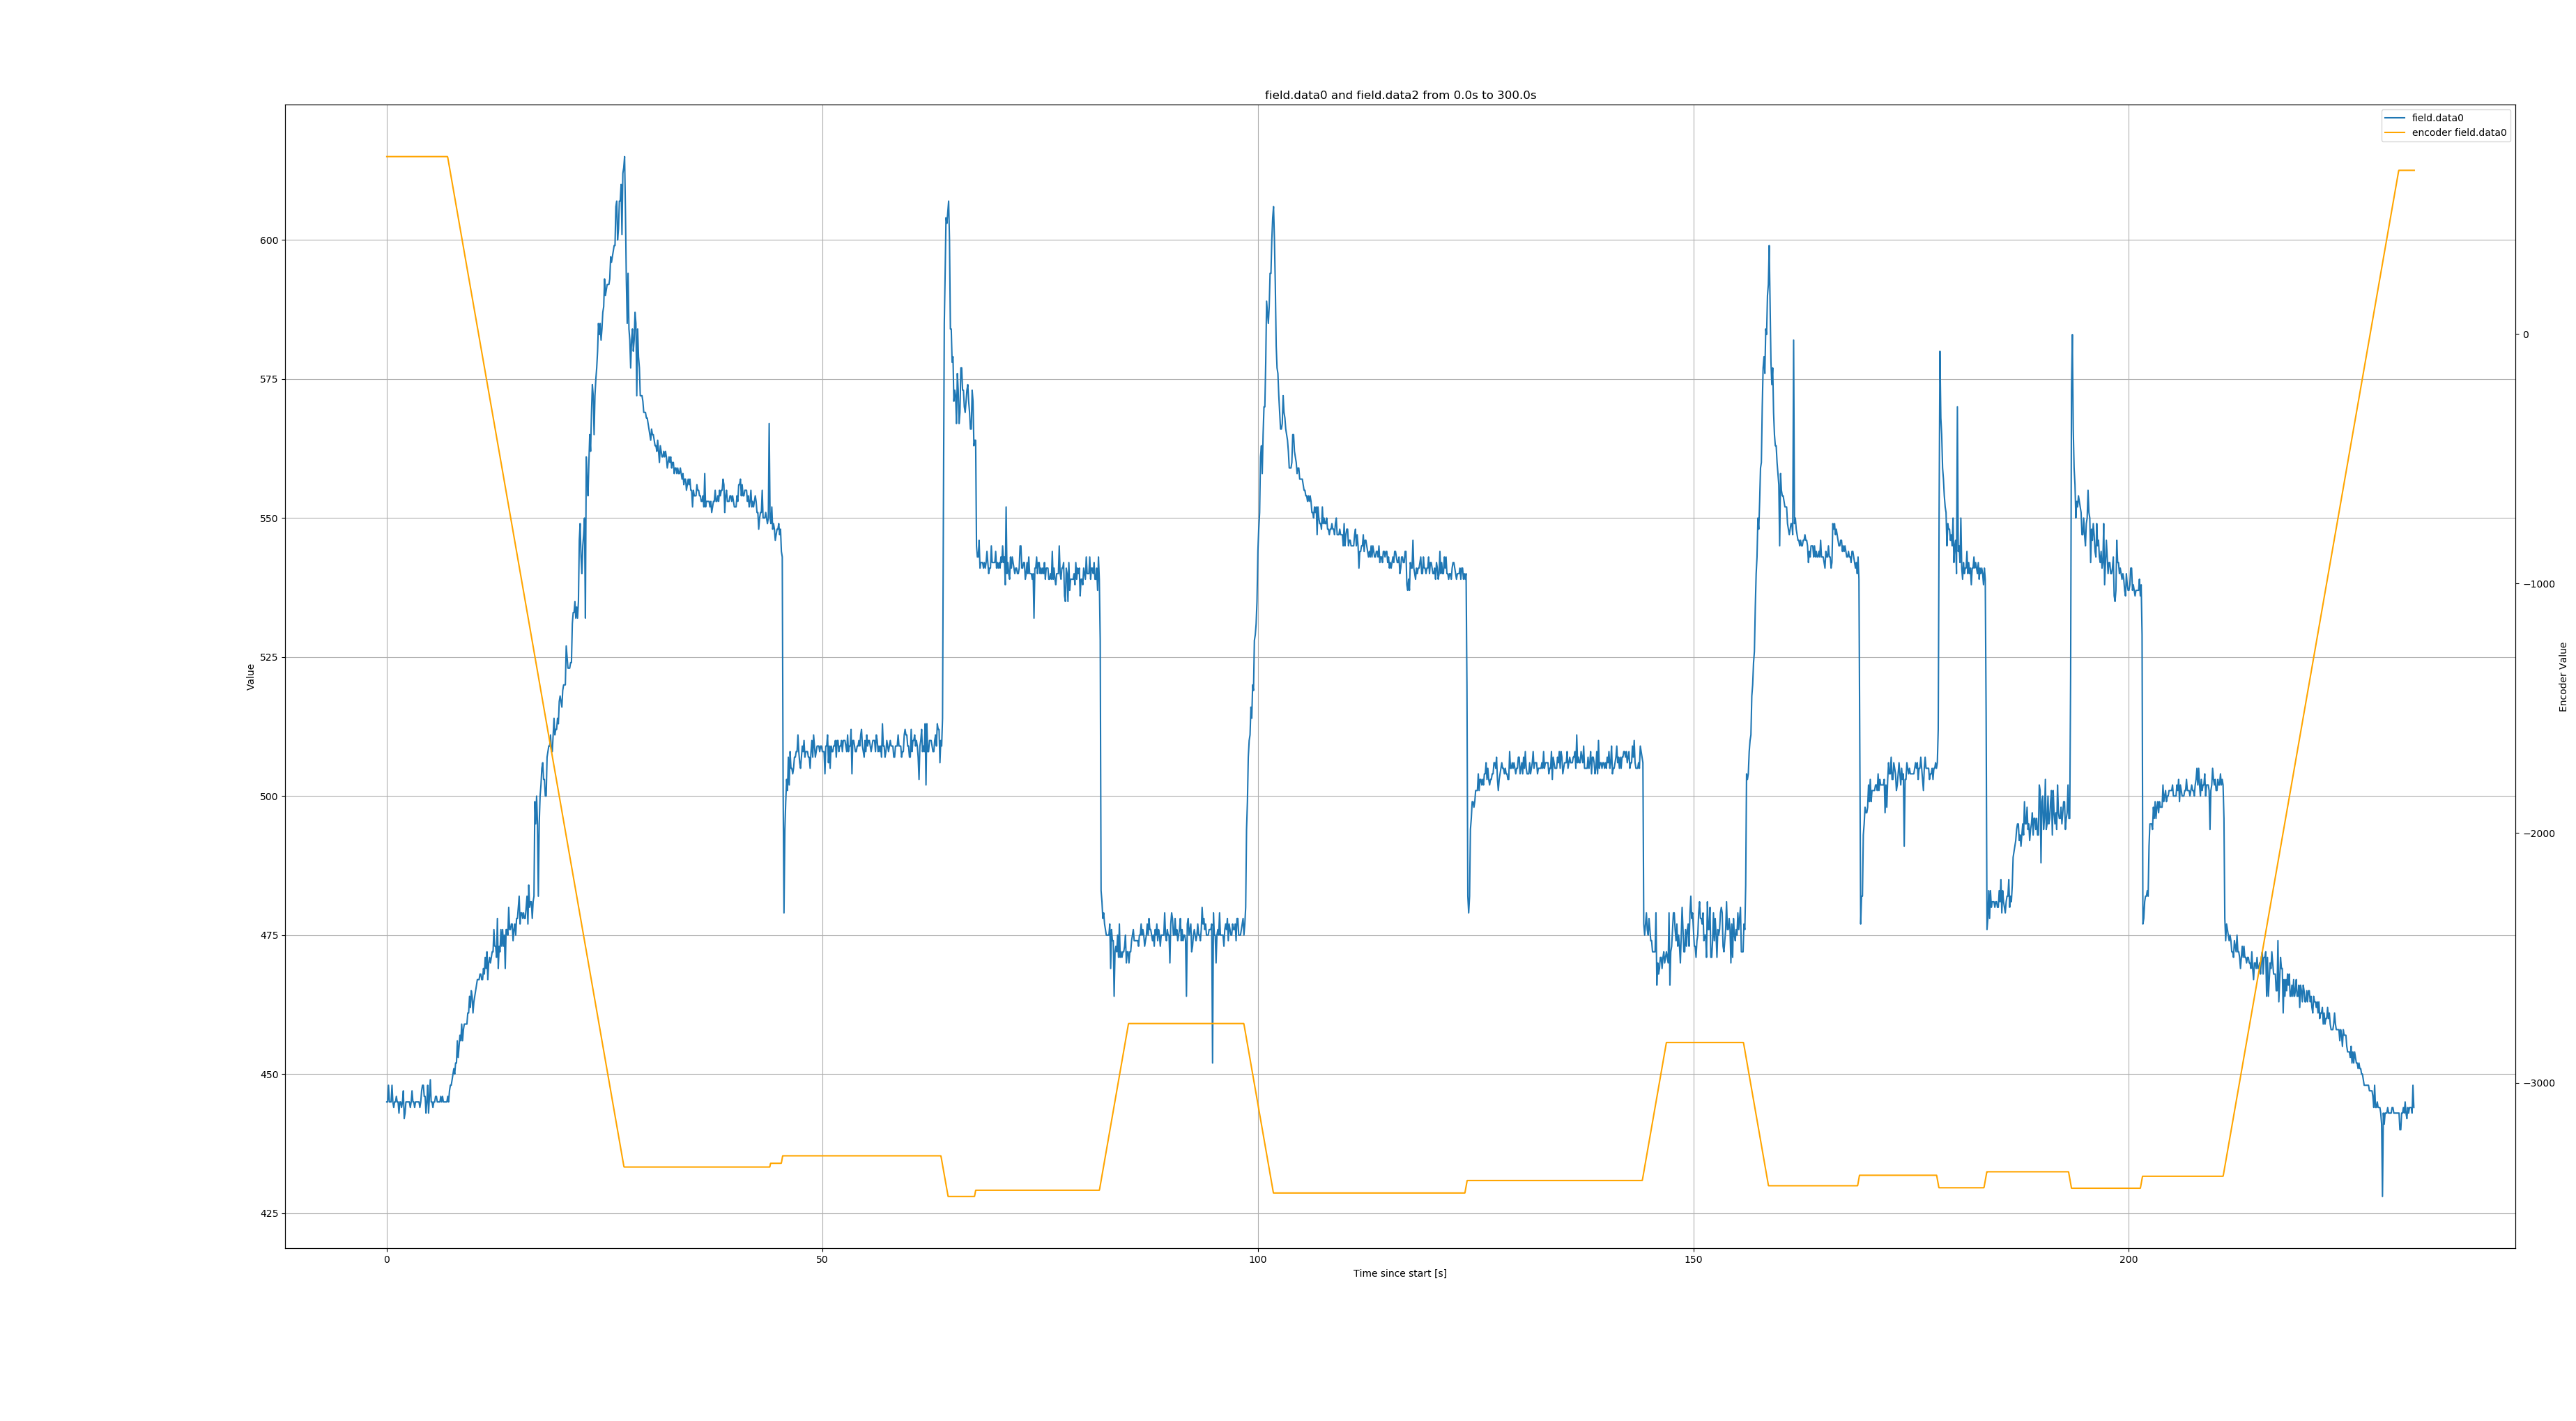 field.data0 and field.data2 from 0.0s to 300.0s
field.data0
encoder field.data0
600
575
550
525
500
475
450
425
Value
0
−1000
−2000
−3000
Encoder Value
0
50
100
150
200
Time since start [s]